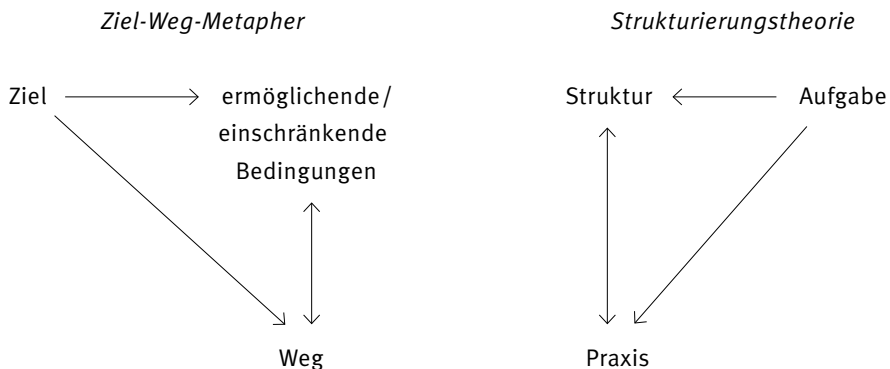 Ziel-Weg-Metapher
Strukturierungstheorie
Ziel
ermöglichende/
einschränkende
Bedingungen
Struktur
Aufgabe
Weg
Praxis